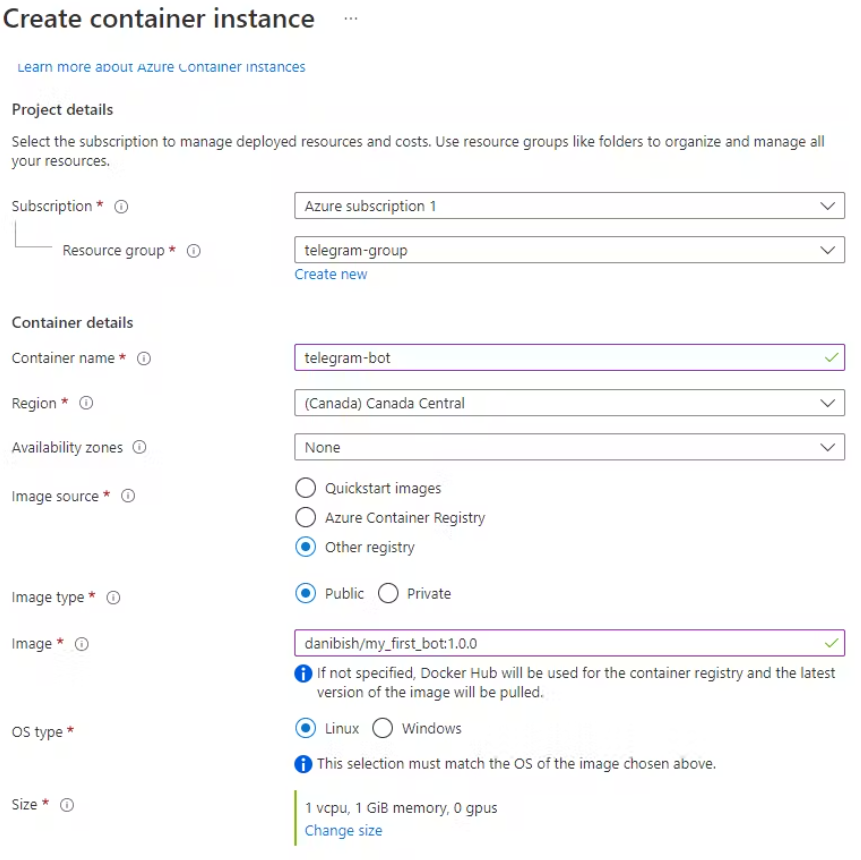 Create container instance ...
Learn more about Azure Container Instances
Project details
Select the subscription to manage deployed resources and costs. Use resource groups like folders to organize and manage all
your resources.
Subscription *
Azure subscription 1
Resource group *
telegram-group
Create new
Container details
Container name *
telegram-bot
Region *
(Canada) Canada Central
Availability zones
None
Image source *
Quickstart images
Azure Container Registry
Other registry
Image type *
Public
Private
Image *
danibish/my_first_bot:1.0.0
If not specified, Docker Hub will be used for the container registry and the latest
version of the image will be pulled.
OS type *
Linux
Windows
This selection must match the OS of the image chosen above.
Size *
1 vcpu, 1 GiB memory, 0 gpus
Change size